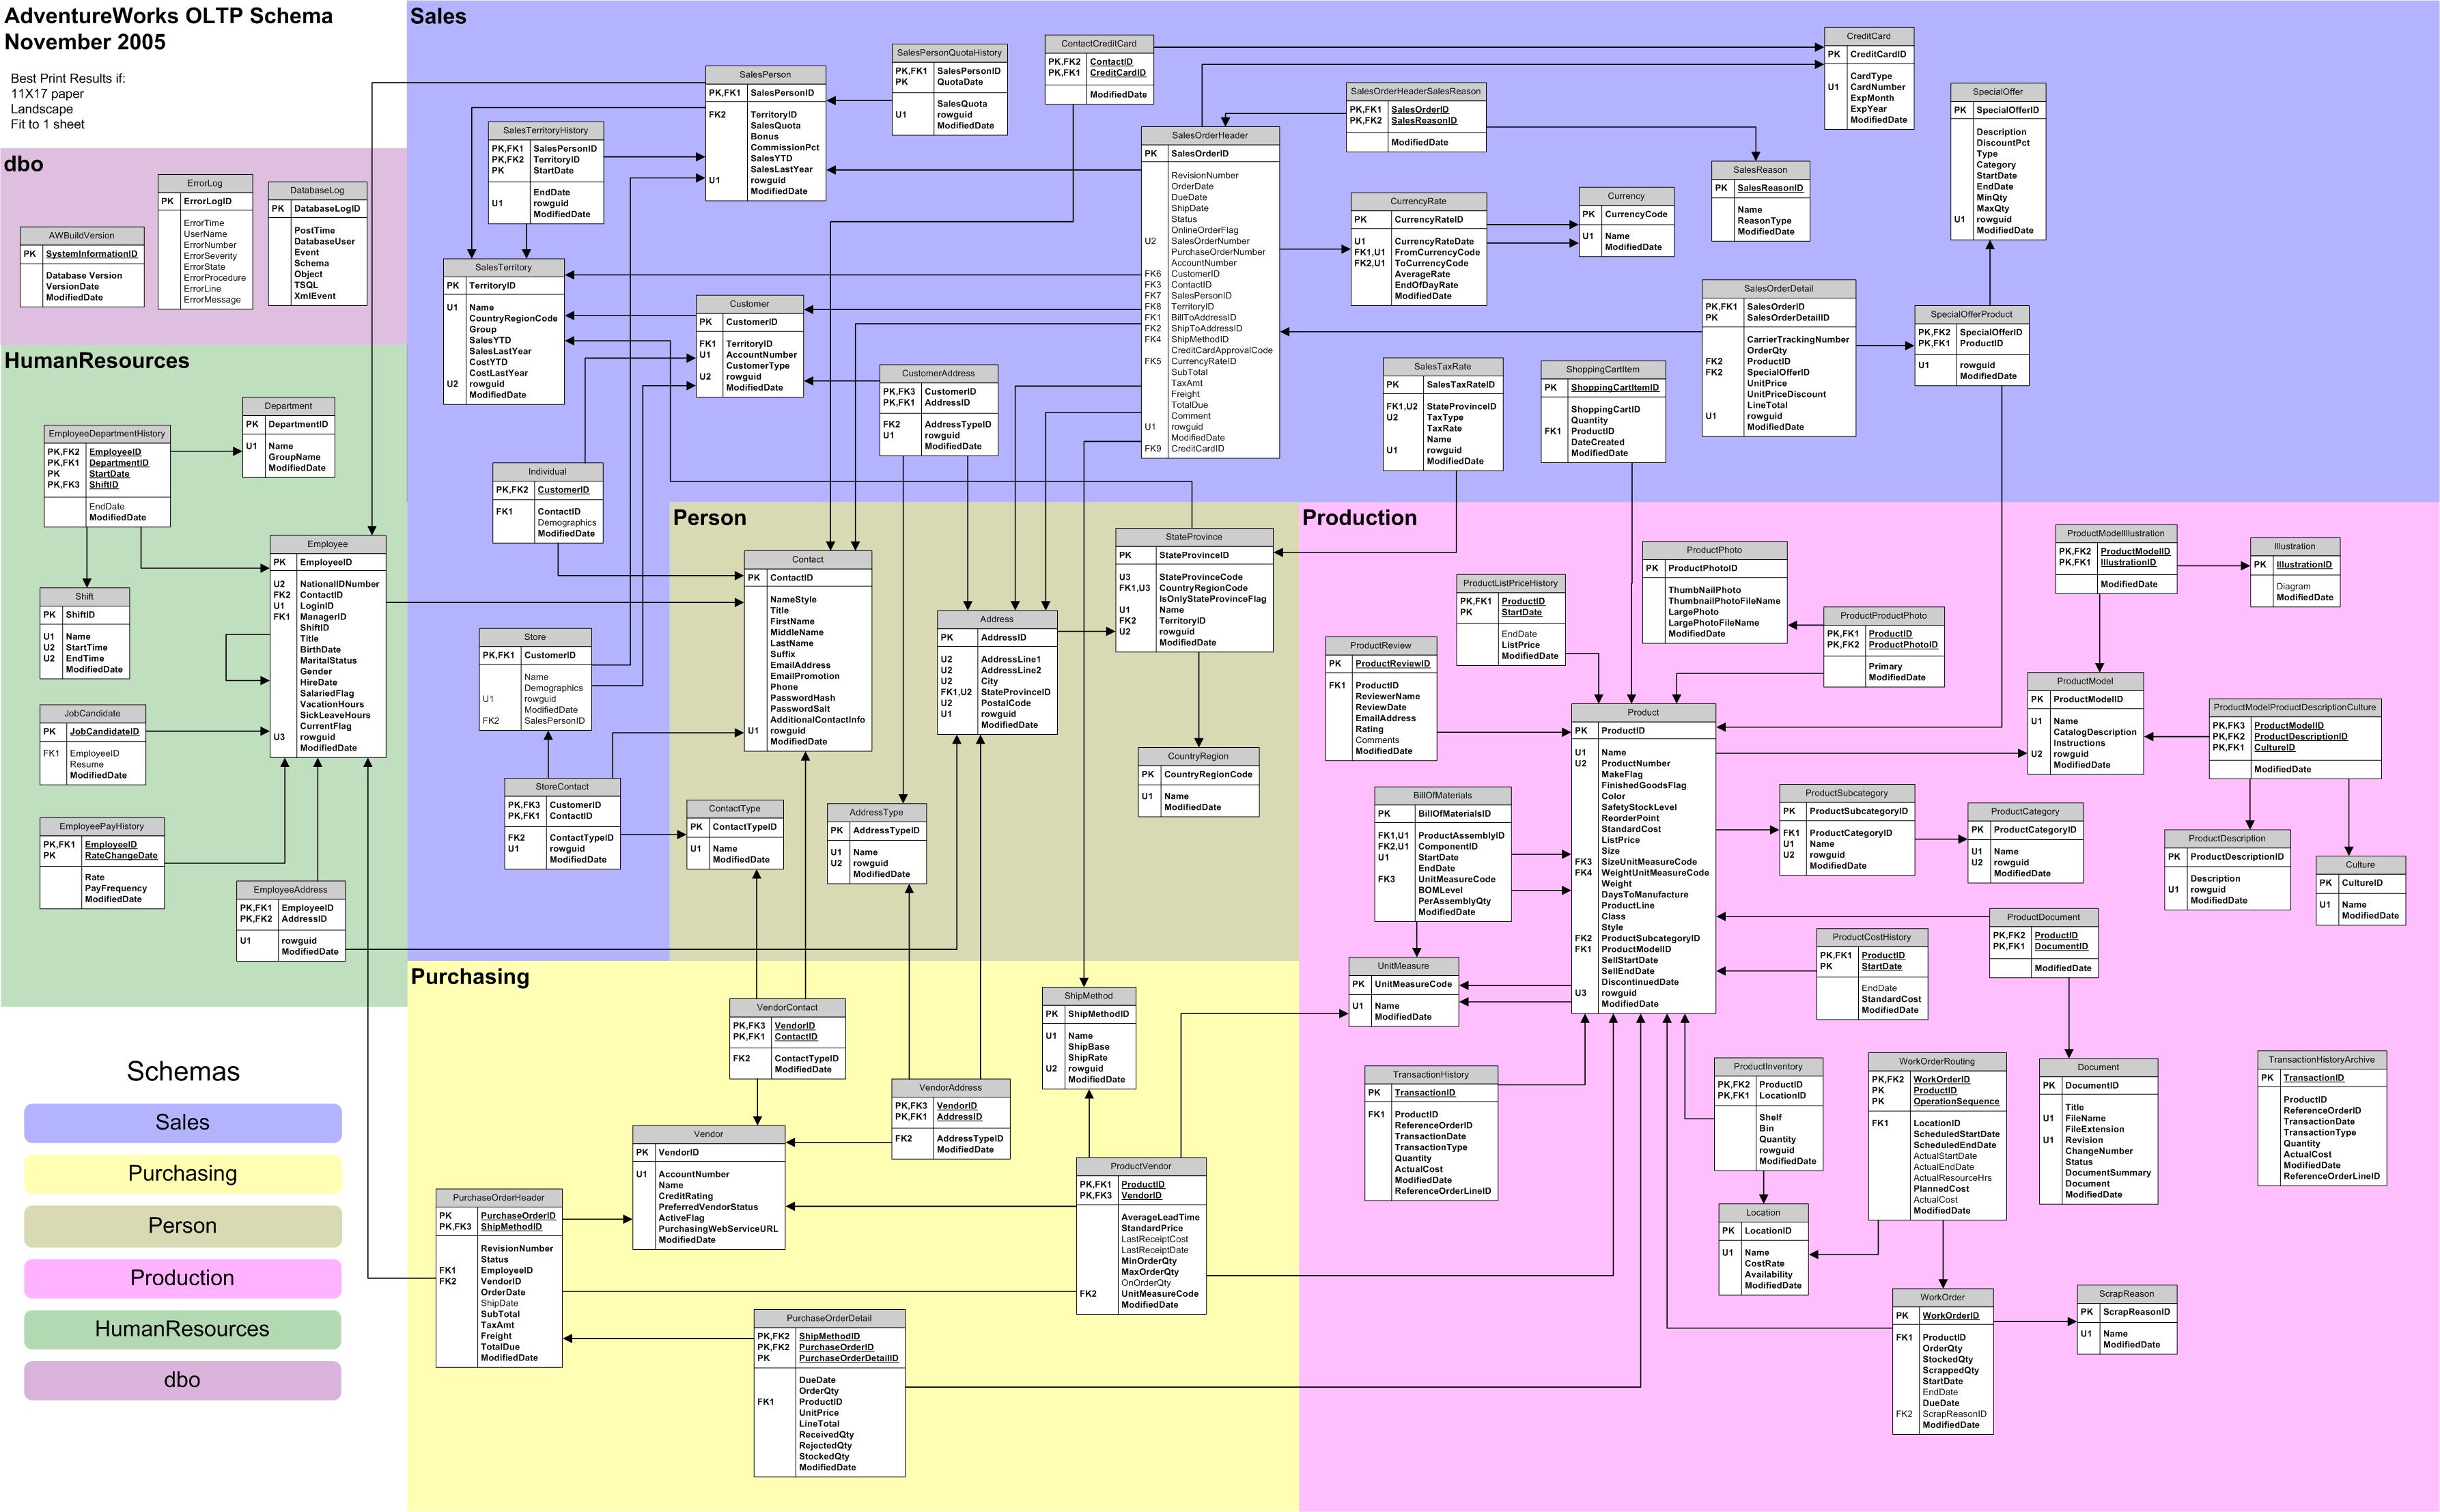 AdventureWorks OLTP Schema
November 2005
Best Print Results if:
11X17 paper
Landscape
Fit to 1 sheet
dbo
AWBuildVersion
PK SystemInformationID
Database Version
VersionDate
ModifiedDate
ErrorLog
PK ErrorLogID
ErrorTime
UserName
ErrorNumber
ErrorSeverity
ErrorState
ErrorProcedure
ErrorLine
ErrorMessage
DatabaseLog
PK DatabaseLogID
PostTime
DatabaseUser
Event
Schema
Object
TSQL
XmlEvent
HumanResources
Department
PK DepartmentID
U1 Name
GroupName
ModifiedDate
EmployeeDepartmentHistory
PK,FK2 EmployeeID
PK,FK1 DepartmentID
PK StartDate
PK,FK3 ShiftID
EndDate
ModifiedDate
Employee
PK EmployeeID
U2 NationalIDNumber
FK2 ContactID
U1 LoginID
FK1 ManagerID
ShiftID
Title
BirthDate
MaritalStatus
Gender
HireDate
SalariedFlag
VacationHours
SickLeaveHours
CurrentFlag
U3 rowguid
ModifiedDate
Shift
PK ShiftID
U1 Name
U2 StartTime
U2 EndTime
ModifiedDate
JobCandidate
PK JobCandidateID
FK1 EmployeeID
Resume
ModifiedDate
EmployeePayHistory
PK,FK1 EmployeeID
PK RateChangeDate
Rate
PayFrequency
ModifiedDate
EmployeeAddress
PK,FK1 EmployeeID
PK,FK2 AddressID
U1 rowguid
ModifiedDate
Schemas
Sales
Purchasing
Person
Production
HumanResources
dbo
Sales
SalesPerson
PK,FK1 SalesPersonID
FK2 TerritoryID
SalesQuota
Bonus
CommissionPct
SalesYTD
SalesLastYear
U1 rowguid
ModifiedDate
SalesPersonQuotaHistory
PK,FK1 SalesPersonID
PK QuotaDate
SalesQuota
U1 rowguid
ModifiedDate
ContactCreditCard
PK,FK2 ContactID
PK,FK1 CreditCardID
ModifiedDate
CreditCard
PK CreditCardID
CardType
U1 CardNumber
ExpMonth
ExpYear
ModifiedDate
SalesTerritoryHistory
PK,FK1 SalesPersonID
PK,FK2 TerritoryID
PK StartDate
EndDate
U1 rowguid
ModifiedDate
SalesOrderHeader
PK SalesOrderID
RevisionNumber
OrderDate
DueDate
ShipDate
Status
OnlineOrderFlag
U2 SalesOrderNumber
PurchaseOrderNumber
AccountNumber
FK6 CustomerID
FK3 ContactID
FK7 SalesPersonID
FK8 TerritoryID
FK1 BillToAddressID
FK2 ShipToAddressID
FK4 ShipMethodID
CreditCardApprovalCode
FK5 CurrencyRateID
SubTotal
TaxAmt
Freight
TotalDue
Comment
U1 rowguid
ModifiedDate
FK9 CreditCardID
SalesOrderHeaderSalesReason
PK,FK1 SalesOrderID
PK,FK2 SalesReasonID
ModifiedDate
SalesReason
PK SalesReasonID
Name
ReasonType
ModifiedDate
SpecialOffer
PK SpecialOfferID
Description
DiscountPct
Type
Category
StartDate
EndDate
MinQty
MaxQty
U1 rowguid
ModifiedDate
CurrencyRate
PK CurrencyRateID
U1 CurrencyRateDate
FK1,U1 FromCurrencyCode
FK2,U1 ToCurrencyCode
AverageRate
EndOfDayRate
ModifiedDate
Currency
PK CurrencyCode
U1 Name
ModifiedDate
SalesTerritory
PK TerritoryID
U1 Name
CountryRegionCode
Group
SalesYTD
SalesLastYear
CostYTD
CostLastYear
U2 rowguid
ModifiedDate
Customer
PK CustomerID
FK1 TerritoryID
U1 AccountNumber
CustomerType
U2 rowguid
ModifiedDate
CustomerAddress
PK,FK3 CustomerID
PK,FK1 AddressID
FK2 AddressTypeID
U1 rowguid
ModifiedDate
SalesTaxRate
PK SalesTaxRateID
FK1,U2 StateProvinceID
U2 TaxType
TaxRate
Name
U1 rowguid
ModifiedDate
ShoppingCartItem
PK ShoppingCartItemID
ShoppingCartID
Quantity
FK1 ProductID
DateCreated
ModifiedDate
SalesOrderDetail
PK,FK1 SalesOrderID
PK SalesOrderDetailID
CarrierTrackingNumber
OrderQty
FK2 ProductID
FK2 SpecialOfferID
UnitPrice
UnitPriceDiscount
LineTotal
U1 rowguid
ModifiedDate
SpecialOfferProduct
PK,FK2 SpecialOfferID
PK,FK1 ProductID
U1 rowguid
ModifiedDate
Individual
PK,FK2 CustomerID
FK1 ContactID
Demographics
ModifiedDate
Store
PK,FK1 CustomerID
Name
Demographics
U1 rowguid
ModifiedDate
FK2 SalesPersonID
StoreContact
PK,FK3 CustomerID
PK,FK1 ContactID
FK2 ContactTypeID
U1 rowguid
ModifiedDate
Person
Contact
PK ContactID
NameStyle
Title
FirstName
MiddleName
LastName
Suffix
EmailAddress
EmailPromotion
Phone
PasswordHash
PasswordSalt
AdditionalContactInfo
U1 rowguid
ModifiedDate
StateProvince
PK StateProvinceID
U3 StateProvinceCode
FK1,U3 CountryRegionCode
IsOnlyStateProvinceFlag
U1 Name
FK2 TerritoryID
U2 rowguid
ModifiedDate
Address
PK AddressID
U2 AddressLine1
U2 AddressLine2
U2 City
FK1,U2 StateProvinceID
U2 PostalCode
U1 rowguid
ModifiedDate
CountryRegion
PK CountryRegionCode
U1 Name
ModifiedDate
ContactType
PK ContactTypeID
U1 Name
ModifiedDate
AddressType
PK AddressTypeID
U1 Name
U2 rowguid
ModifiedDate
Purchasing
VendorContact
PK,FK3 VendorID
PK,FK1 ContactID
FK2 ContactTypeID
ModifiedDate
ShipMethod
PK ShipMethodID
U1 Name
ShipBase
ShipRate
U2 rowguid
ModifiedDate
VendorAddress
PK,FK3 VendorID
PK,FK1 AddressID
FK2 AddressTypeID
ModifiedDate
Vendor
PK VendorID
U1 AccountNumber
Name
CreditRating
PreferredVendorStatus
ActiveFlag
PurchasingWebServiceURL
ModifiedDate
ProductVendor
PK,FK1 ProductID
PK,FK3 VendorID
AverageLeadTime
StandardPrice
LastReceiptCost
LastReceiptDate
MinOrderQty
MaxOrderQty
OnOrderQty
FK2 UnitMeasureCode
ModifiedDate
PurchaseOrderHeader
PK PurchaseOrderID
PK,FK3 ShipMethodID
RevisionNumber
Status
FK1 EmployeeID
FK2 VendorID
OrderDate
ShipDate
SubTotal
TaxAmt
Freight
TotalDue
ModifiedDate
PurchaseOrderDetail
PK,FK2 ShipMethodID
PK,FK2 PurchaseOrderID
PK PurchaseOrderDetailID
DueDate
OrderQty
FK1 ProductID
UnitPrice
LineTotal
ReceivedQty
RejectedQty
StockedQty
ModifiedDate
Production
ProductModelIllustration
PK,FK2 ProductModelID
PK,FK1 IllustrationID
ModifiedDate
Illustration
PK IllustrationID
Diagram
ModifiedDate
ProductPhoto
PK ProductPhotoID
ThumbNailPhoto
ThumbnailPhotoFileName
LargePhoto
LargePhotoFileName
ModifiedDate
ProductListPriceHistory
PK,FK1 ProductID
PK StartDate
EndDate
ListPrice
ModifiedDate
ProductProductPhoto
PK,FK1 ProductID
PK,FK2 ProductPhotoID
Primary
ModifiedDate
ProductReview
PK ProductReviewID
FK1 ProductID
ReviewerName
ReviewDate
EmailAddress
Rating
Comments
ModifiedDate
Product
PK ProductID
U1 Name
U2 ProductNumber
MakeFlag
FinishedGoodsFlag
Color
SafetyStockLevel
ReorderPoint
StandardCost
ListPrice
Size
FK3 SizeUnitMeasureCode
FK4 WeightUnitMeasureCode
Weight
DaysToManufacture
ProductLine
Class
Style
FK2 ProductSubcategoryID
FK1 ProductModelID
SellStartDate
SellEndDate
DiscontinuedDate
U3 rowguid
ModifiedDate
ProductModel
PK ProductModelID
U1 Name
CatalogDescription
Instructions
U2 rowguid
ModifiedDate
ProductModelProductDescriptionCulture
PK,FK3 ProductModelID
PK,FK2 ProductDescriptionID
PK,FK1 CultureID
ModifiedDate
BillOfMaterials
PK BillOfMaterialsID
FK1,U1 ProductAssemblyID
FK2,U1 ComponentID
U1 StartDate
EndDate
FK3 UnitMeasureCode
BOMLevel
PerAssemblyQty
ModifiedDate
ProductSubcategory
PK ProductSubcategoryID
FK1 ProductCategoryID
U1 Name
U2 rowguid
ModifiedDate
ProductCategory
PK ProductCategoryID
U1 Name
U2 rowguid
ModifiedDate
ProductDescription
PK ProductDescriptionID
Description
U1 rowguid
ModifiedDate
Culture
PK CultureID
U1 Name
ModifiedDate
ProductDocument
PK,FK2 ProductID
PK,FK1 DocumentID
ModifiedDate
ProductCostHistory
PK,FK1 ProductID
PK StartDate
EndDate
StandardCost
ModifiedDate
UnitMeasure
PK UnitMeasureCode
U1 Name
ModifiedDate
TransactionHistory
PK TransactionID
FK1 ProductID
ReferenceOrderID
TransactionDate
TransactionType
Quantity
ActualCost
ModifiedDate
ReferenceOrderLineID
ProductInventory
PK,FK2 ProductID
PK,FK1 LocationID
Shelf
Bin
Quantity
rowguid
ModifiedDate
WorkOrderRouting
PK,FK2 WorkOrderID
PK ProductID
PK OperationSequence
FK1 LocationID
ScheduledStartDate
ScheduledEndDate
ActualStartDate
ActualEndDate
ActualResourceHrs
PlannedCost
ActualCost
ModifiedDate
Document
PK DocumentID
Title
U1 FileName
FileExtension
U1 Revision
ChangeNumber
Status
DocumentSummary
Document
ModifiedDate
TransactionHistoryArchive
PK TransactionID
ProductID
ReferenceOrderID
TransactionDate
TransactionType
Quantity
ActualCost
ModifiedDate
ReferenceOrderLineID
Location
PK LocationID
U1 Name
CostRate
Availability
ModifiedDate
WorkOrder
PK WorkOrderID
FK1 ProductID
OrderQty
StockedQty
ScrappedQty
StartDate
EndDate
DueDate
FK2 ScrapReasonID
ModifiedDate
ScrapReason
PK ScrapReasonID
U1 Name
ModifiedDate